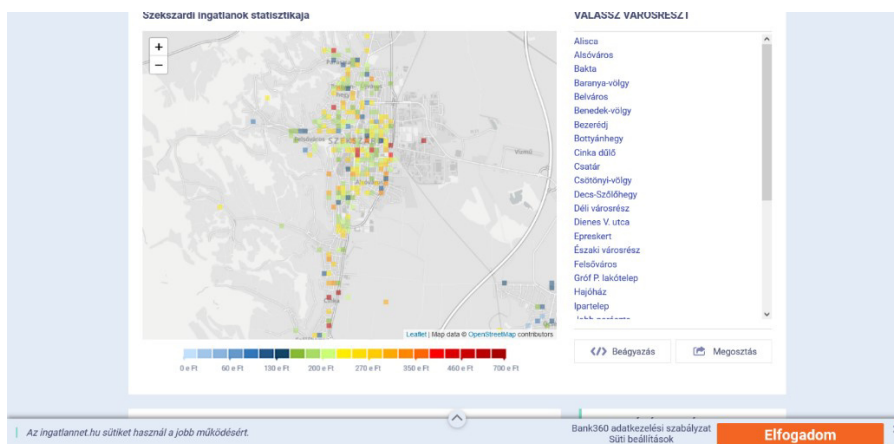 Szekszárdi ingatlanok statisztikája
VÁLASSZ VÁROSRÉSZT
+
−
SZEKSZÁRD
Leaflet | Map data © OpenStreetMap contributors
0 e Ft 60 e Ft 130 e Ft 200 e Ft 270 e Ft 350 e Ft 460 e Ft 700 e Ft
Alisca
Alsóváros
Bakta
Baranya-völgy
Belváros
Benedek-völgy
Bezerédj
Bottyánhegy
Cinka dűlő
Csatár
Csötönyi-völgy
Decs-Szőlőhegy
Déli városrész
Dienes V. utca
Epreskert
Északi városrész
Felsőváros
Gróf P. lakótelep
Hajóház
Ipartelep
</> Beágyazás
Megosztás
Az ingatlannet.hu sütiket használ a jobb működésért.
Bank360 adatkezelési szabályzat
Süti beállítások
Elfogadom